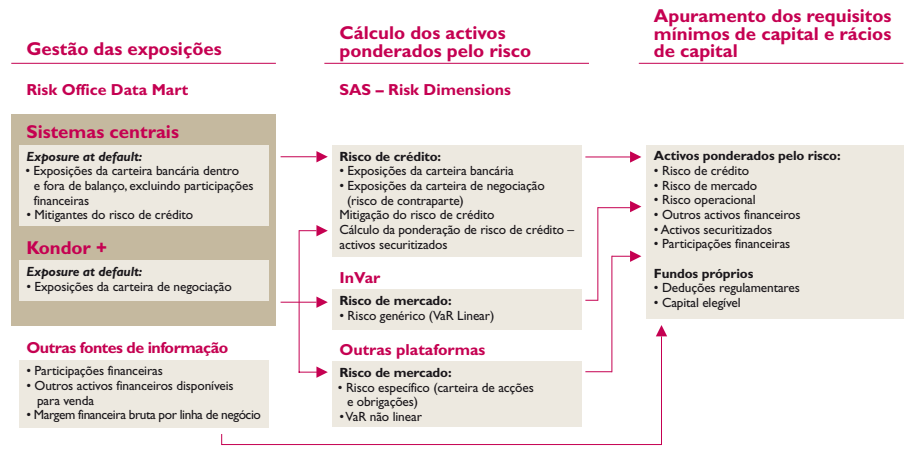 Gestão das exposições
Risk Office Data Mart
Sistemas centrais
Exposure at default:
• Exposições da carteira bancária dentro
e fora de balanço, excluindo participações
financeiras
• Mitigantes do risco de crédito
Kondor +
Exposure at default:
• Exposições da carteira de negociação
Outras fontes de informação
• Participações financeiras
• Outros activos financeiros disponíveis
para venda
• Margem financeira bruta por linha de negócio
Cálculo dos activos
ponderados pelo risco
SAS – Risk Dimensions
Risco de crédito:
• Exposições da carteira bancária
• Exposições da carteira de negociação
(risco de contraparte)
Mitigação do risco de crédito
Cálculo da ponderação de risco de crédito –
activos securitizados
InVar
Risco de mercado:
• Risco genérico (VaR Linear)
Outras plataformas
Risco de mercado:
• Risco específico (carteira de acções
e obrigações)
• VaR não linear
Apuramento dos requisitos
mínimos de capital e rácios
de capital
Activos ponderados pelo risco:
• Risco de crédito
• Risco de mercado
• Risco operacional
• Outros activos financeiros
• Activos securitizados
• Participações financeiras
Fundos próprios
• Deduções regulamentares
• Capital elegível